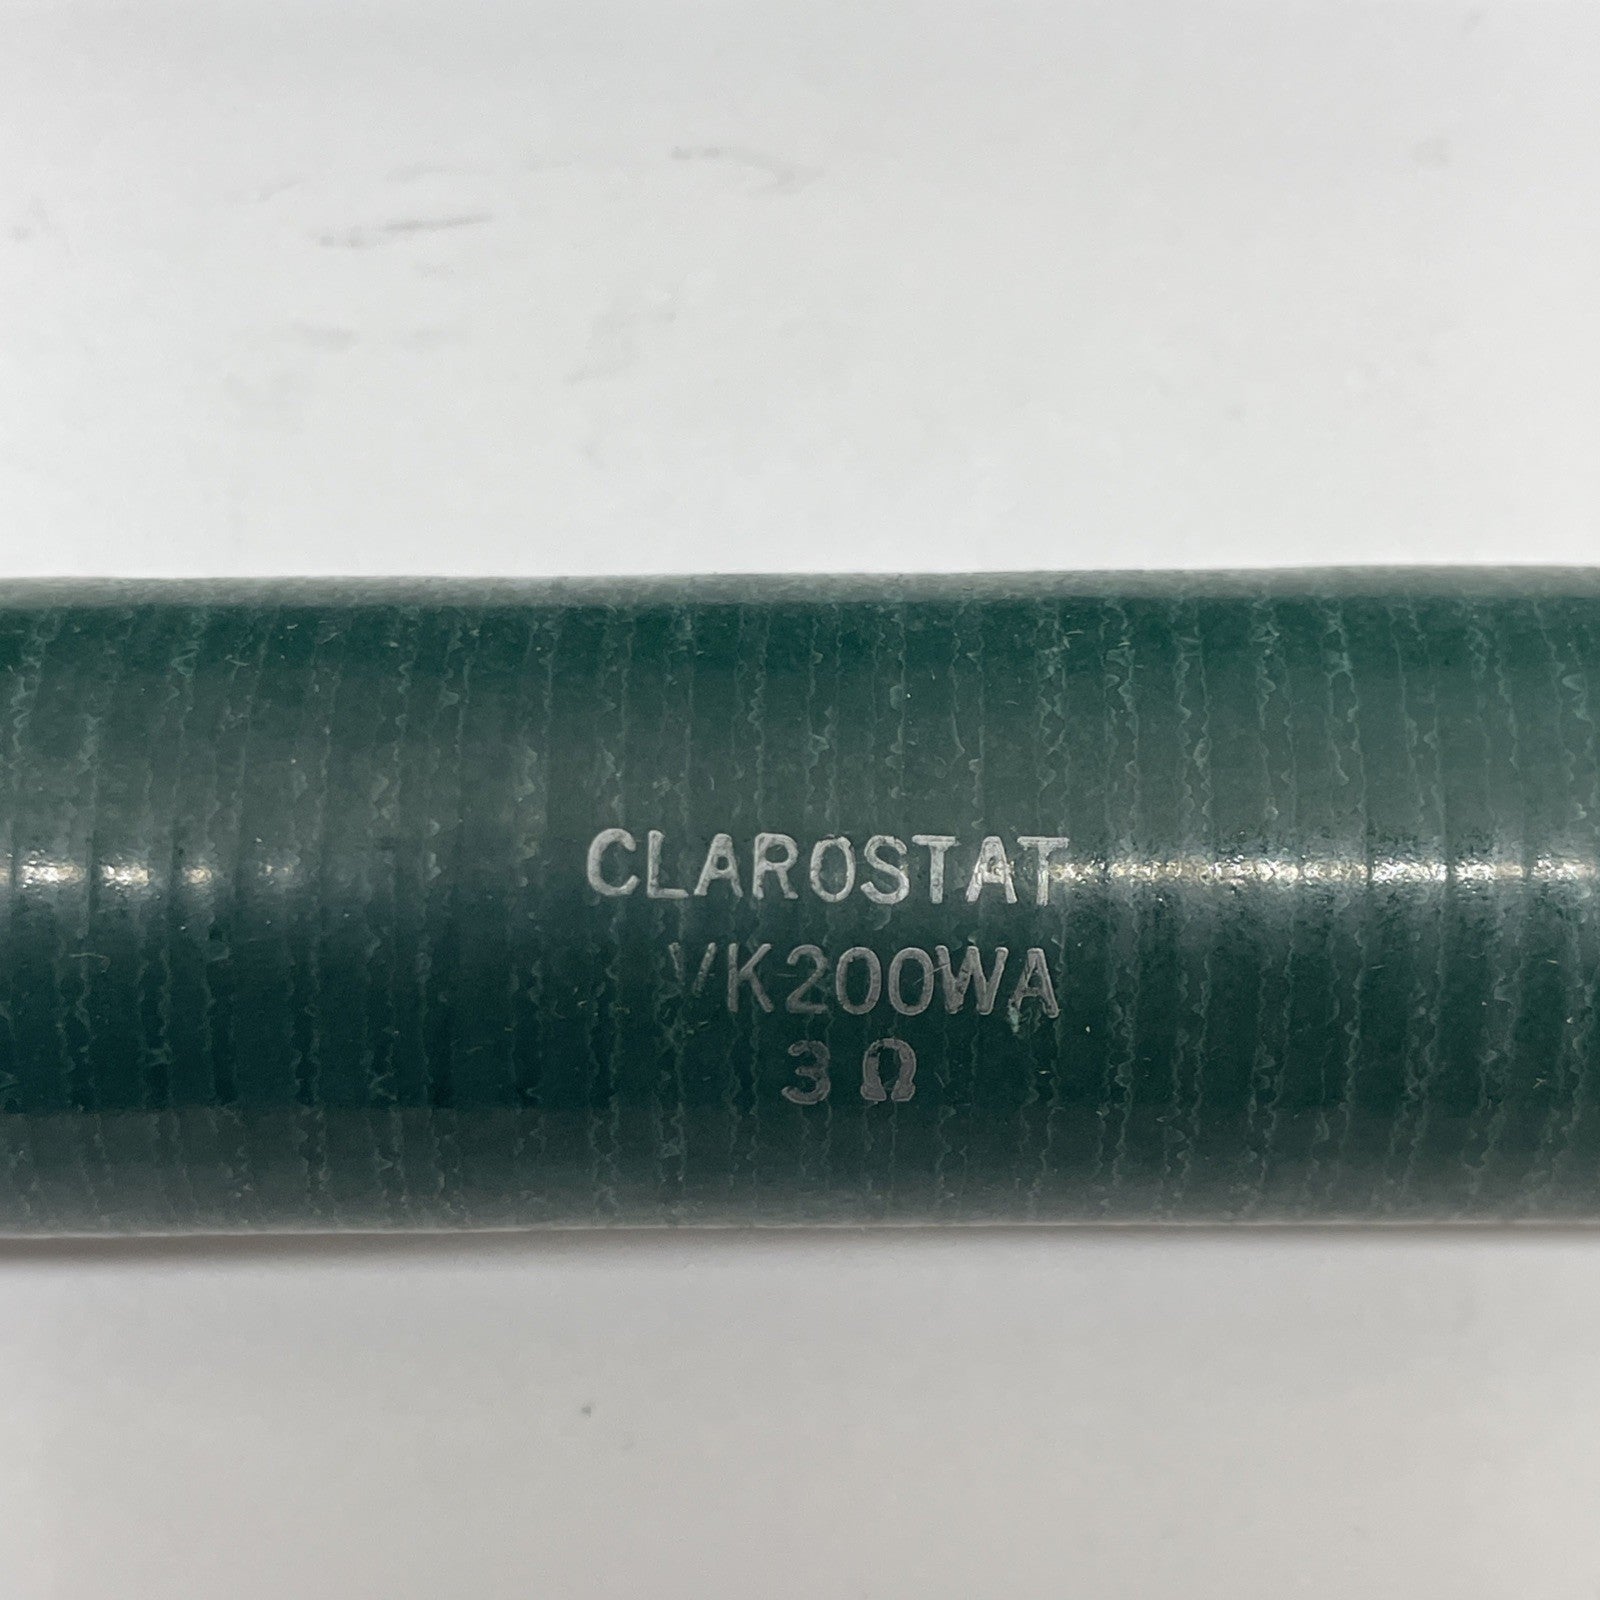 CLAROSTAT
VK200WA
3 Ω